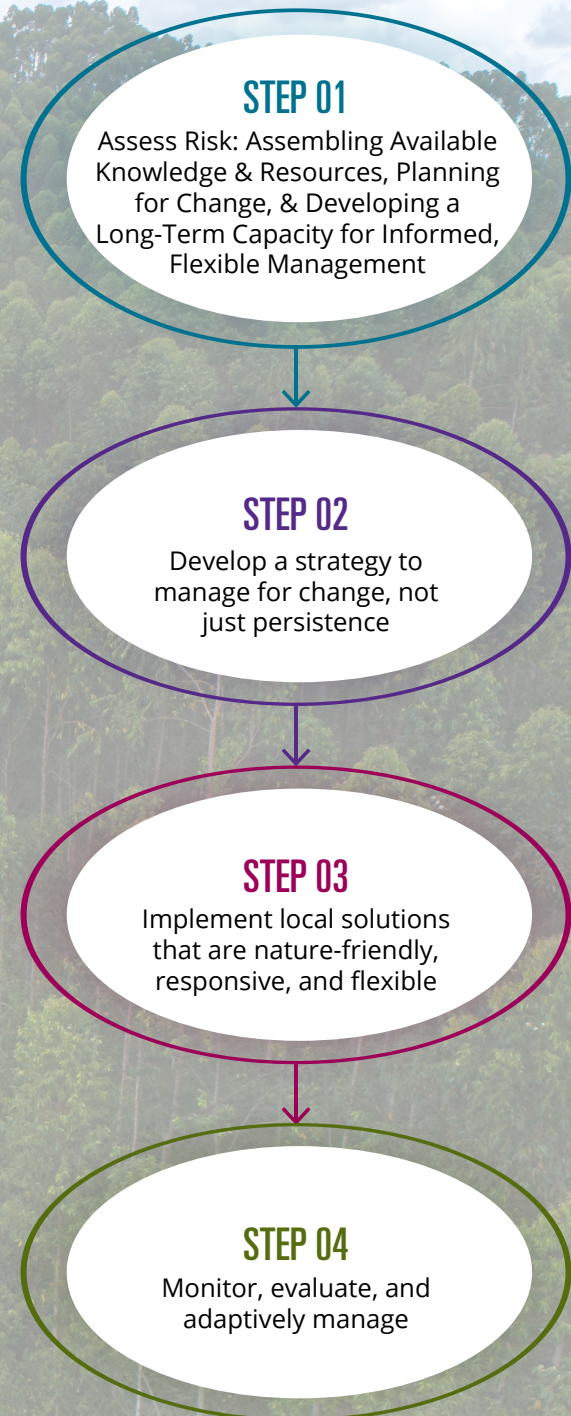 STEP 01
Assess Risk: Assembling Available
Knowledge & Resources, Planning
for Change, & Developing a
Long-Term Capacity for Informed,
Flexible Management
STEP 02
Develop a strategy to
manage for change, not
just persistence
STEP 03
Implement local solutions
that are nature-friendly,
responsive, and flexible
STEP 04
Monitor, evaluate, and
adaptively manage